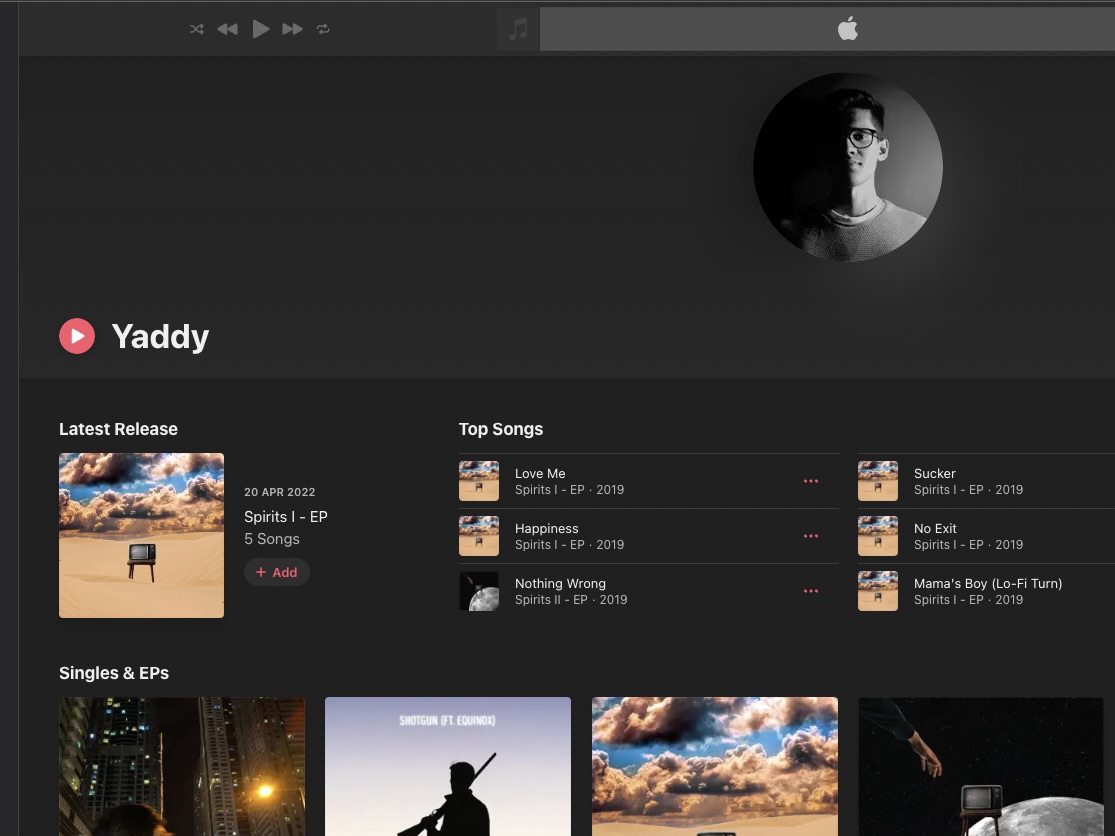 Yaddy
Latest Release
20 APR 2022
Spirits I - EP
5 Songs
+ Add
Top Songs
Love Me
Spirits I - EP · 2019
Happiness
Spirits I - EP · 2019
Nothing Wrong
Spirits II - EP · 2019
Sucker
Spirits I - EP · 2019
No Exit
Spirits I - EP · 2019
Mama's Boy (Lo-Fi Turn)
Spirits I - EP · 2019
Singles & EPs
SHOTGUN (FT. EQUINOX)